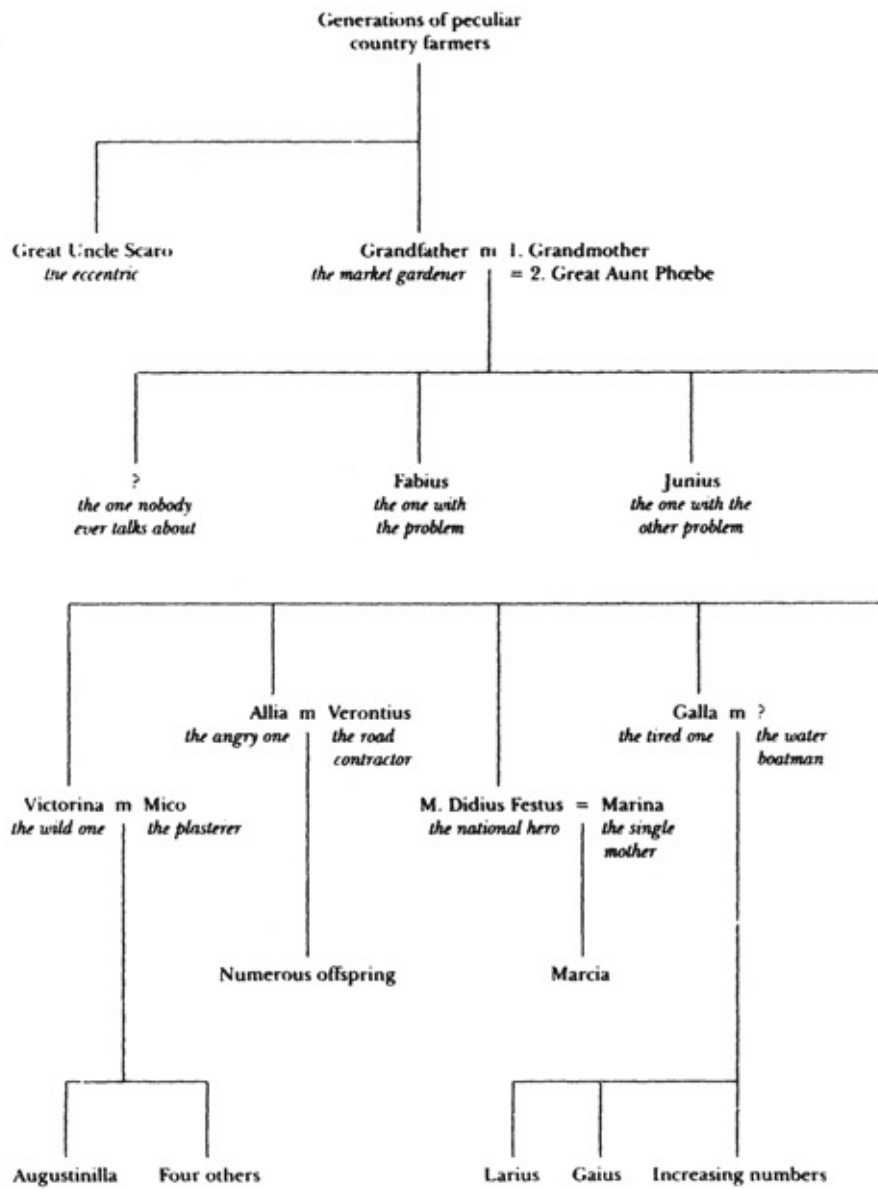 Generations of peculiar
country farmers
Great Uncle Scaro
the eccentric
Grandfather m 1. Grandmother
the market gardener = 2. Great Aunt Phœbe
?
the one nobody
ever talks about
Fabius
the one with
the problem
Junius
the one with the
other problem
Allia m Verontius
the angry one the road
contractor
Galla m ?
the tired one the water
boatman
Victorina m Mico
the wild one the plasterer
M. Didius Festus = Marina
the national hero the single
mother
Numerous offspring
Marcia
Augustinilla
Four others
Larius
Gaius
Increasing numbers